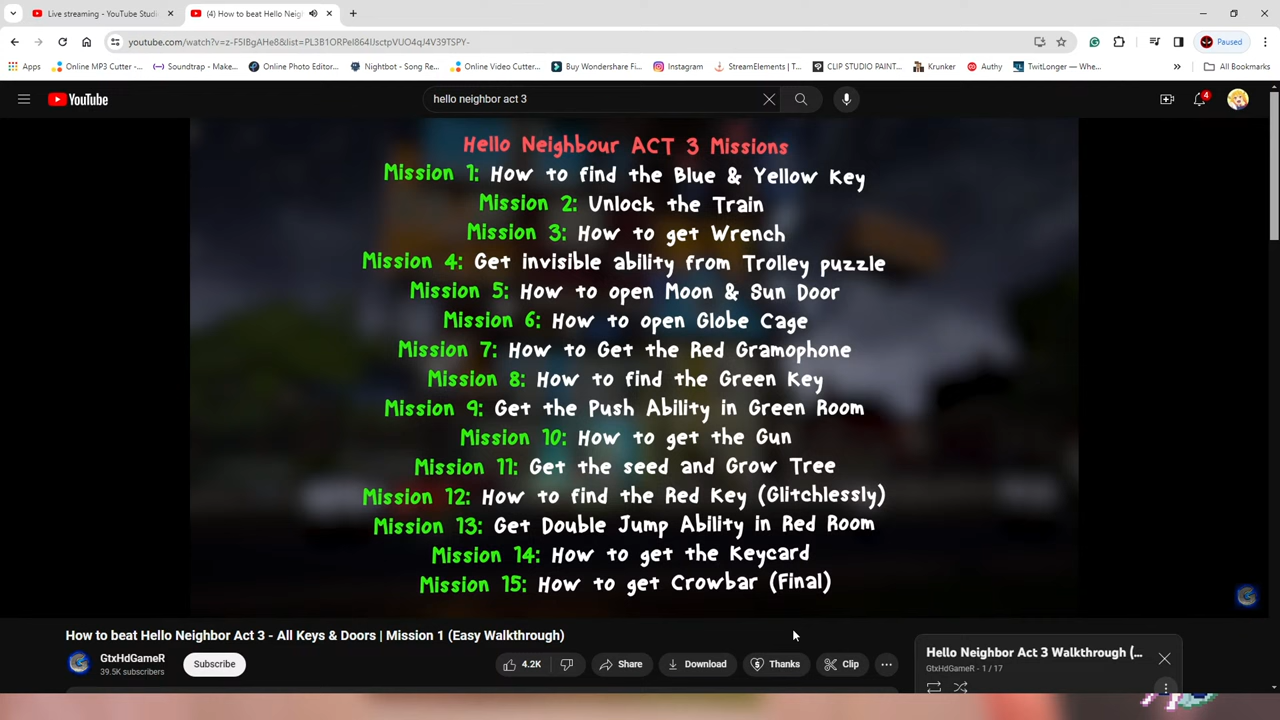 Live streaming - YouTube Studi
(4) How to beat Hello Neigh
youtube.com/watch?v=z-F5IBgAHe8&list=PL3B1ORPeI864IJsctpVUO4qJ4V39TSPY-
Paused
Apps
Online MP3 Cutter -...
Soundtrap - Make...
Online Photo Editor...
Nightbot - Song Re...
Online Video Cutter...
Buy Wondershare Fi...
Instagram
StreamElements | T...
CLIP STUDIO PAINT...
Krunker
Authy
TwitLonger — Whe...
»
All Bookmarks
YouTube
hello neighbor act 3
4
Hello Neighbour ACT 3 Missions
Mission 1: How to find the Blue & Yellow Key
Mission 2: Unlock the Train
Mission 3: How to get Wrench
Mission 4: Get invisible ability from Trolley puzzle
Mission 5: How to open Moon & Sun Door
Mission 6: How to open Globe Cage
Mission 7: How to Get the Red Gramophone
Mission 8: How to find the Green Key
Mission 9: Get the Push Ability in Green Room
Mission 10: How to get the Gun
Mission 11: Get the seed and Grow Tree
Mission 12: How to find the Red Key (Glitchlessly)
Mission 13: Get Double Jump Ability in Red Room
Mission 14: How to get the Keycard
Mission 15: How to get Crowbar (Final)
How to beat Hello Neighbor Act 3 - All Keys & Doors | Mission 1 (Easy Walkthrough)
GtxHdGameR
39.5K subscribers
Subscribe
4.2K
Share
Download
Thanks
Clip
Hello Neighbor Act 3 Walkthrough (...
GtxHdGameR - 1 / 17